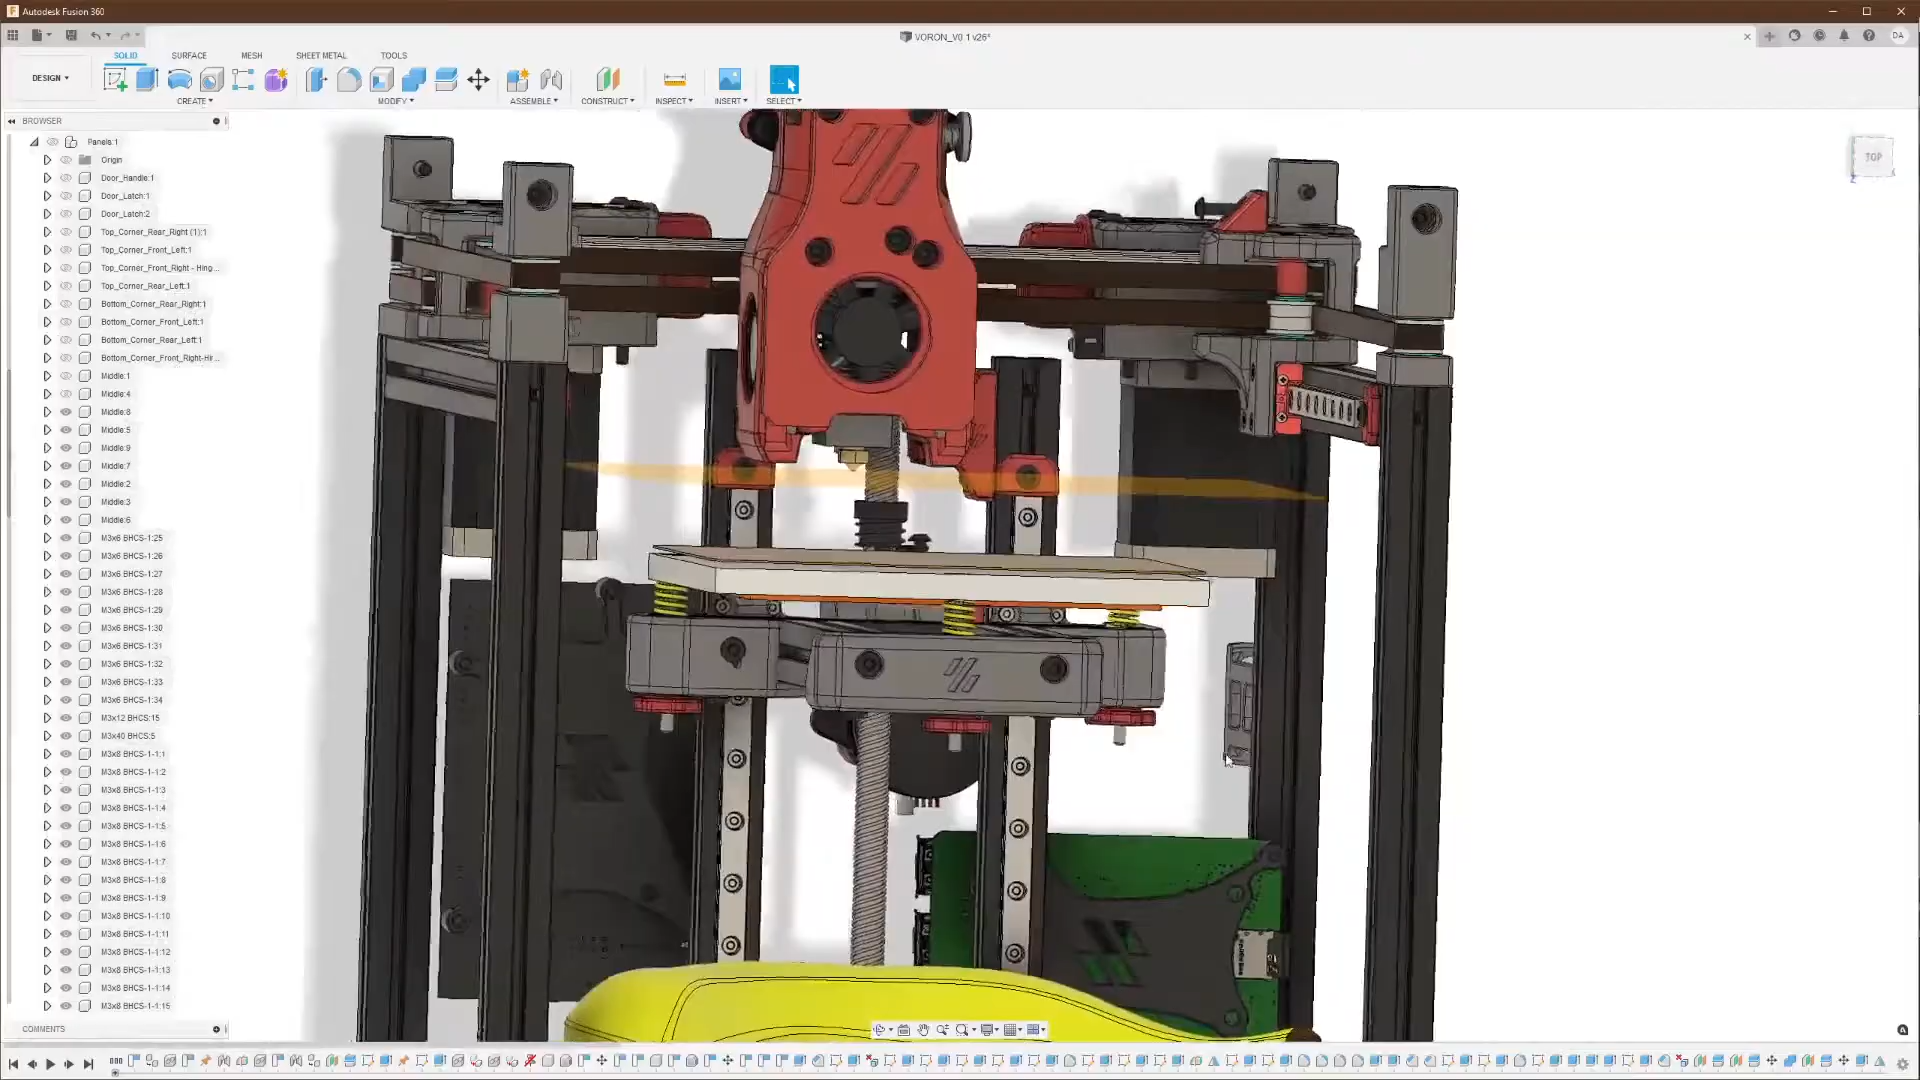 Autodesk Fusion 360
VORON_V0.1 v26*
DA
DESIGN
SOLID
SURFACE
MESH
SHEET METAL
TOOLS
CREATE
MODIFY
ASSEMBLE
CONSTRUCT
INSPECT
INSERT
SELECT
BROWSER
TOP
Panels:1
Origin
Door_Handle:1
Door_Latch:1
Door_Latch:2
Top_Corner_Rear_Right (1):1
Top_Corner_Front_Left:1
Top_Corner_Front_Right - Hing...
Top_Corner_Rear_Left:1
Bottom_Corner_Rear_Right:1
Bottom_Corner_Front_Left:1
Bottom_Corner_Rear_Left:1
Bottom_Corner_Front_Right-Hir...
Middle:1
Middle:4
Middle:8
Middle:5
Middle:9
Middle:7
Middle:2
Middle:3
Middle:6
M3x6 BHCS-1:25
M3x6 BHCS-1:26
M3x6 BHCS-1:27
M3x6 BHCS-1:28
M3x6 BHCS-1:29
M3x6 BHCS-1:30
M3x6 BHCS-1:31
M3x6 BHCS-1:32
M3x6 BHCS-1:33
M3x6 BHCS-1:34
M3x12 BHCS:15
M3x40 BHCS:5
M3x8 BHCS-1-1:1
M3x8 BHCS-1-1:2
M3x8 BHCS-1-1:3
M3x8 BHCS-1-1:4
M3x8 BHCS-1-1:5
M3x8 BHCS-1-1:6
M3x8 BHCS-1-1:7
M3x8 BHCS-1-1:8
M3x8 BHCS-1-1:9
M3x8 BHCS-1-1:10
M3x8 BHCS-1-1:11
M3x8 BHCS-1-1:12
M3x8 BHCS-1-1:13
M3x8 BHCS-1-1:14
M3x8 BHCS-1-1:15
COMMENTS